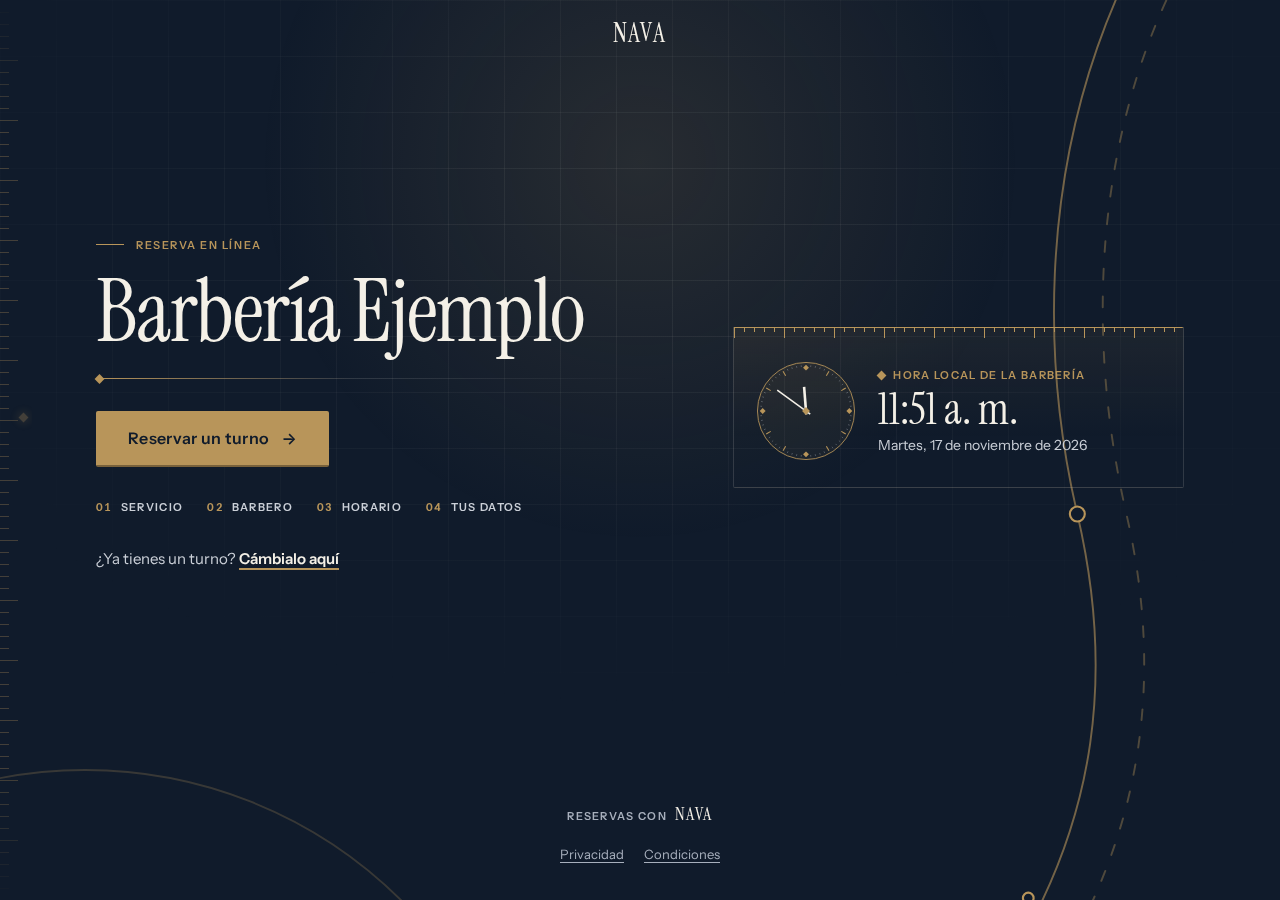 NAVA
RESERVA EN LÍNEA
Barbería Ejemplo
Reservar un turno →
01 SERVICIO 02 BARBERO 03 HORARIO 04 TUS DATOS
¿Ya tienes un turno? Cámbialo aquí
HORA LOCAL DE LA BARBERÍA
11:51 a. m.
Martes, 17 de noviembre de 2026
RESERVAS CON NAVA
Privacidad Condiciones